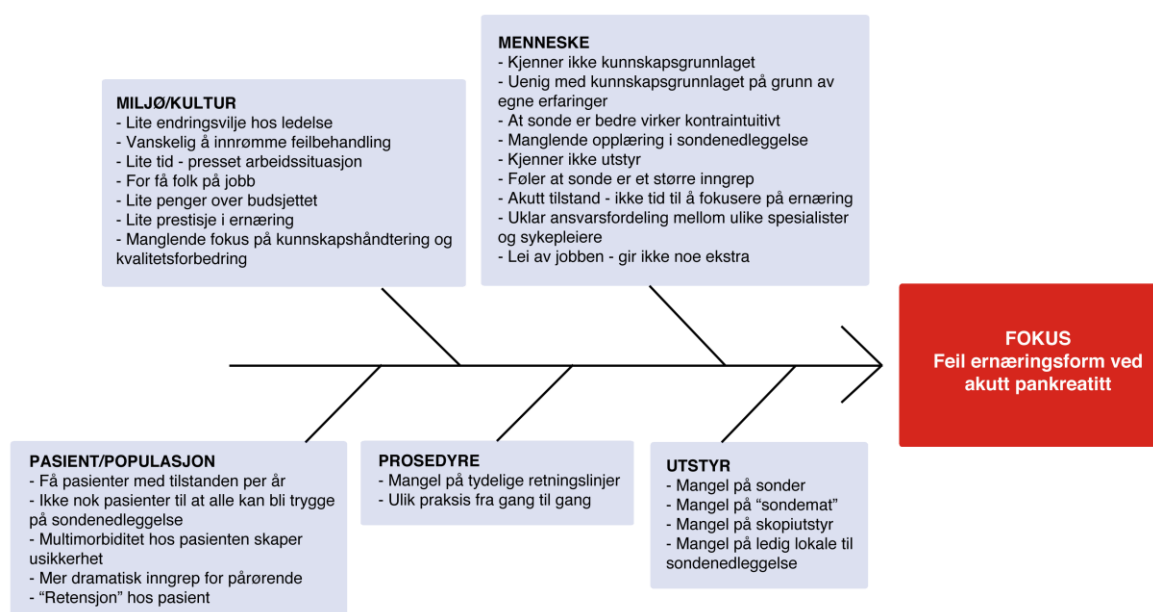 MILJØ/KULTUR
- Lite endringsvilje hos ledelse
- Vanskelig å innrømme feilbehandling
- Lite tid - presset arbeidssituasjon
- For få folk på jobb
- Lite penger over budsjettet
- Lite prestisje i ernæring
- Manglende fokus på kunnskapshåndtering og
kvalitetsforbedring
MENNESKE
- Kjenner ikke kunnskapsgrunnlaget
- Uenig med kunnskapsgrunnlaget på grunn av
egne erfaringer
- At sonde er bedre virker kontraintuitivt
- Manglende opplæring i sondenedleggelse
- Kjenner ikke utstyr
- Føler at sonde er et større inngrep
- Akutt tilstand - ikke tid til å fokusere på ernæring
- Uklar ansvarsfordeling mellom ulike spesialister
og sykepleiere
- Lei av jobben - gir ikke noe ekstra
FOKUS
Feil ernæringsform ved
akutt pankreatitt
PASIENT/POPULASJON
- Få pasienter med tilstanden per år
- Ikke nok pasienter til at alle kan bli trygge
på sondenedleggelse
- Multimorbiditet hos pasienten skaper
usikkerhet
- Mer dramatisk inngrep for pårørende
- “Retensjon” hos pasient
PROSEDYRE
- Mangel på tydelige retningslinjer
- Ulik praksis fra gang til gang
UTSTYR
- Mangel på sonder
- Mangel på “sondemat”
- Mangel på skopiutstyr
- Mangel på ledig lokale til
sondenedleggelse